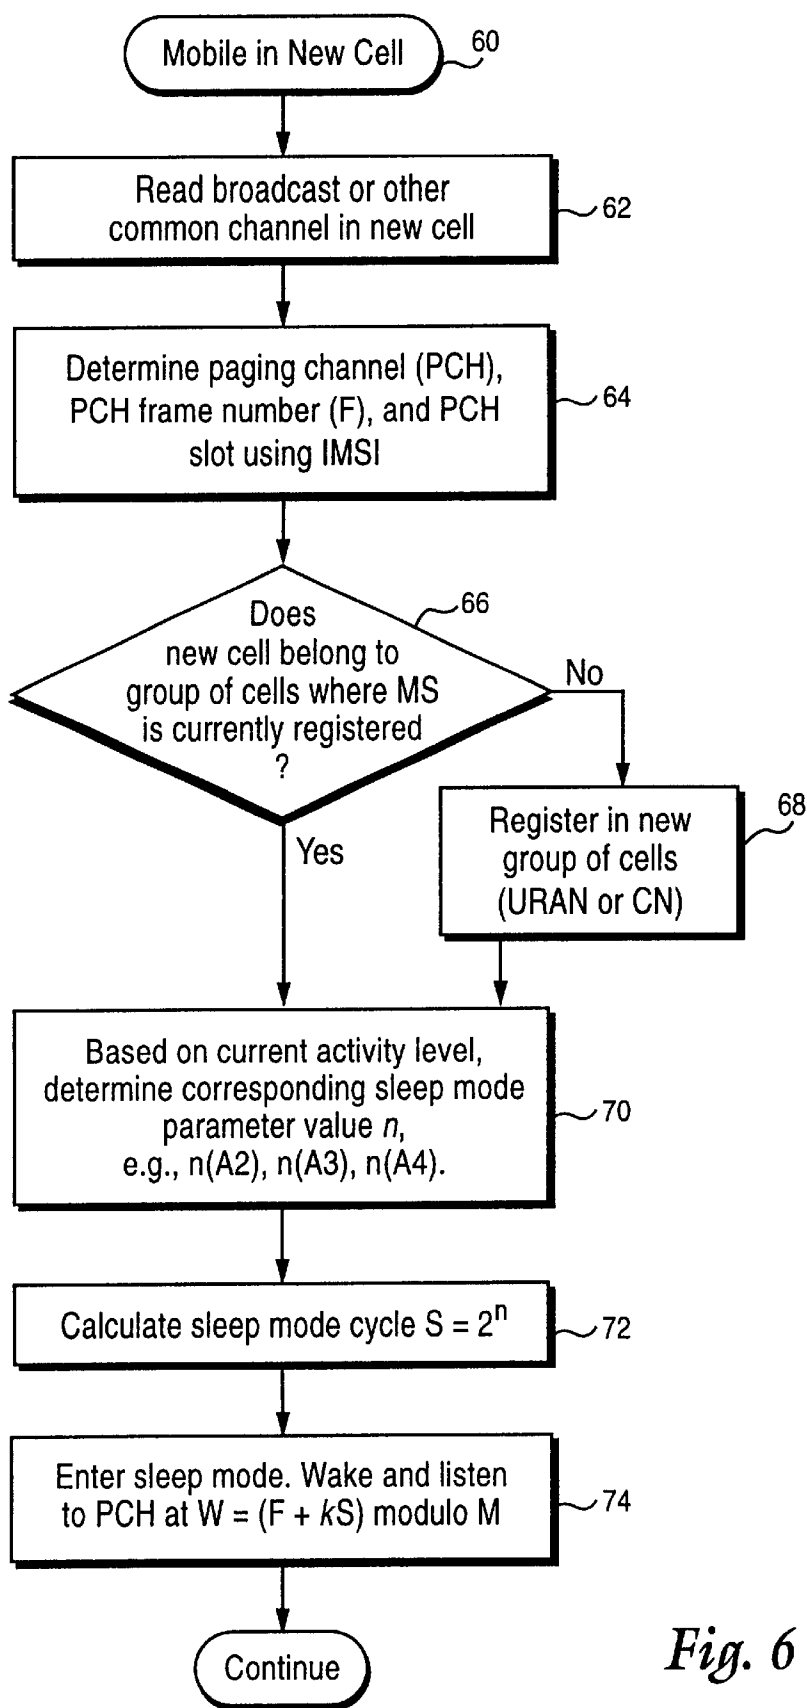 Mobile in New Cell
60
Read broadcast or other
common channel in new cell
62
Determine paging channel (PCH),
PCH frame number (F), and PCH
slot using IMSI
64
Does
new cell belong to
group of cells where MS
is currently registered
?
66
No
Yes
Register in new
group of cells
(URAN or CN)
68
Based on current activity level,
determine corresponding sleep mode
parameter value n,
e.g., n(A2), n(A3), n(A4).
70
Calculate sleep mode cycle S = 2ⁿ
72
Enter sleep mode. Wake and listen
to PCH at W = (F + kS) modulo M
74
Continue
Fig. 6